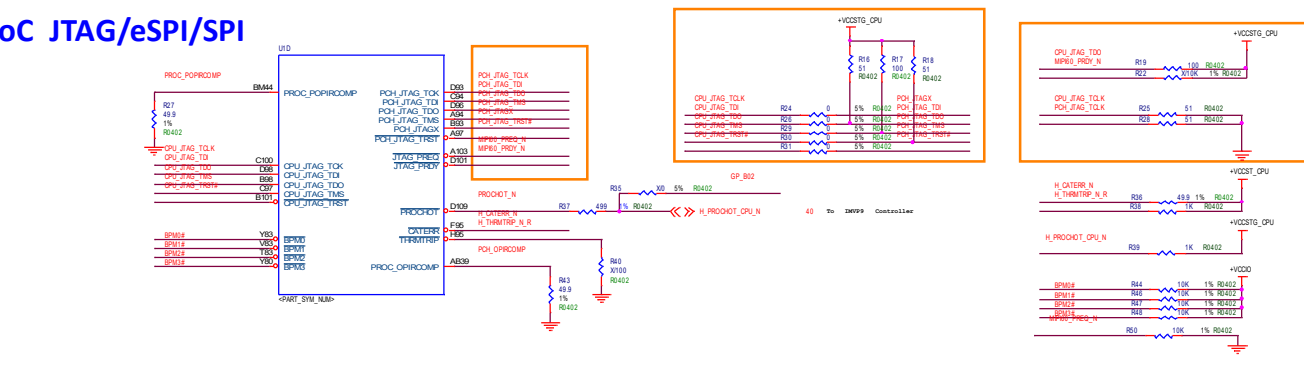 oC JTAG/eSPI/SPI
U1D
PROC_POPIRCOMP
BM44
PROC_POPIRCOMP
R27
49.9
1%
R0402
CPU_JTAG_TCLK
CPU_JTAG_TDI
CPU_JTAG_TDO
CPU_JTAG_TMS
CPU_JTAG_TRST#
C100
D98
B98
C97
B101
CPU_JTAG_TCK
CPU_JTAG_TDI
CPU_JTAG_TDO
CPU_JTAG_TMS
CPU_JTAG_TRST
BPM0#
BPM1#
BPM2#
BPM3#
Y83
V83
T83
Y80
BPM0
BPM1
BPM2
BPM3
<PART_SYM_NUM>
PCH_JTAG_TCK
PCH_JTAG_TDI
PCH_JTAG_TDO
PCH_JTAG_TMS
PCH_JTAGX
PCH_JTAG_TRST
JTAG_PREQ
JTAG_PRDY
PROCHOT
CATERR
THRMTRIP
PROC_OPIRCOMP
D93
C94
D96
A94
B93
A97
A103
D101
D109
F95
H95
AB39
PCH_JTAG_TCLK
PCH_JTAG_TDI
PCH_JTAG_TDO
PCH_JTAG_TMS
PCH_JTAGX
PCH_JTAG_TRST#
MIPI60_PREQ_N
MIPI60_PRDY_N
PROCHOT_N
H_CATERR_N
H_THRMTRIP_N_R
PCH_OPIRCOMP
R37 499 1% R0402
R35 X/0 5% R0402
GP_B02
H_PROCHOT_CPU_N
40 To IMVP9 Controller
R40
X/100
R0402
R43
49.9
1%
R0402
+VCCSTG_CPU
R16
51
R0402
R17
100
R0402
R18
51
R0402
CPU_JTAG_TCLK
CPU_JTAG_TDI
CPU_JTAG_TDO
CPU_JTAG_TMS
CPU_JTAG_TRST#
R24 0 5% R0402
R26 0 5% R0402
R29 0 5% R0402
R30 0 5% R0402
R31 0 5% R0402
PCH_JTAGX
PCH_JTAG_TDI
PCH_JTAG_TDO
PCH_JTAG_TMS
PCH_JTAG_TRST#
+VCCSTG_CPU
CPU_JTAG_TDO
MIPI60_PRDY_N
R19 100 R0402
R22 X/10K 1% R0402
CPU_JTAG_TCLK
PCH_JTAG_TCLK
R25 51 R0402
R28 51 R0402
+VCCST_CPU
H_CATERR_N
H_THRMTRIP_N_R
R36 49.9 1% R0402
R38 1K R0402
+VCCSTG_CPU
H_PROCHOT_CPU_N
R39 1K R0402
+VCCIO
BPM0#
BPM1#
BPM2#
BPM3#
R44 10K 1% R0402
R46 10K 1% R0402
R47 10K 1% R0402
R48 10K 1% R0402
MIPI60_PREQ_N
R50 10K 1% R0402